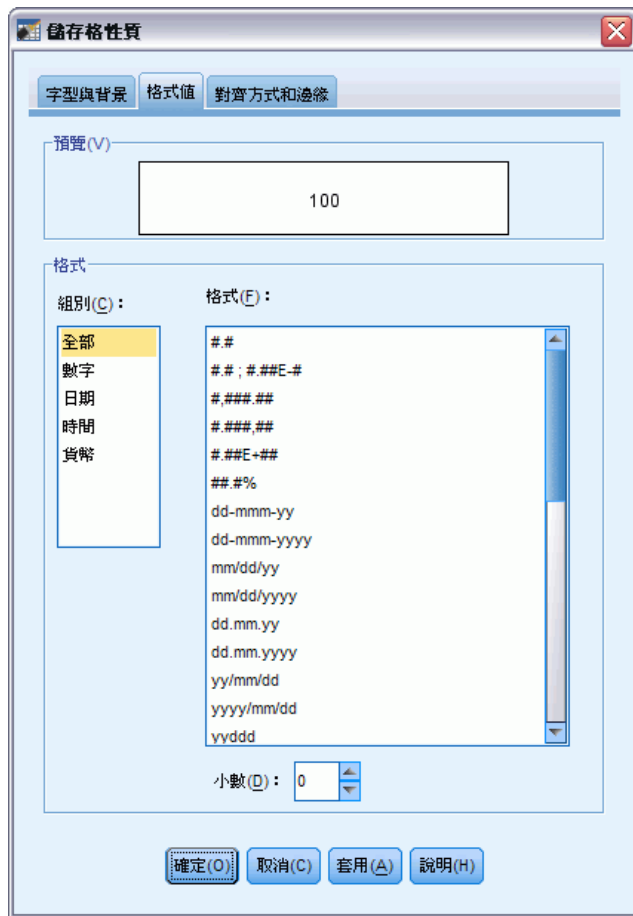 儲存格性質
字型與背景 格式值 對齊方式和邊緣
預覽(V)
100
格式
組別(C)：
格式(F)：
全部
數字
日期
時間
貨幣
#.#
#.# ; #.##E-#
#,###.##
#.###,##
#.##E+##
##.#%
dd-mmm-yy
dd-mmm-yyyy
mm/dd/yy
mm/dd/yyyy
dd.mm.yy
dd.mm.yyyy
yy/mm/dd
yyyy/mm/dd
yyddd
小數(D)： 0
確定(O) 取消(C) 套用(A) 說明(H)